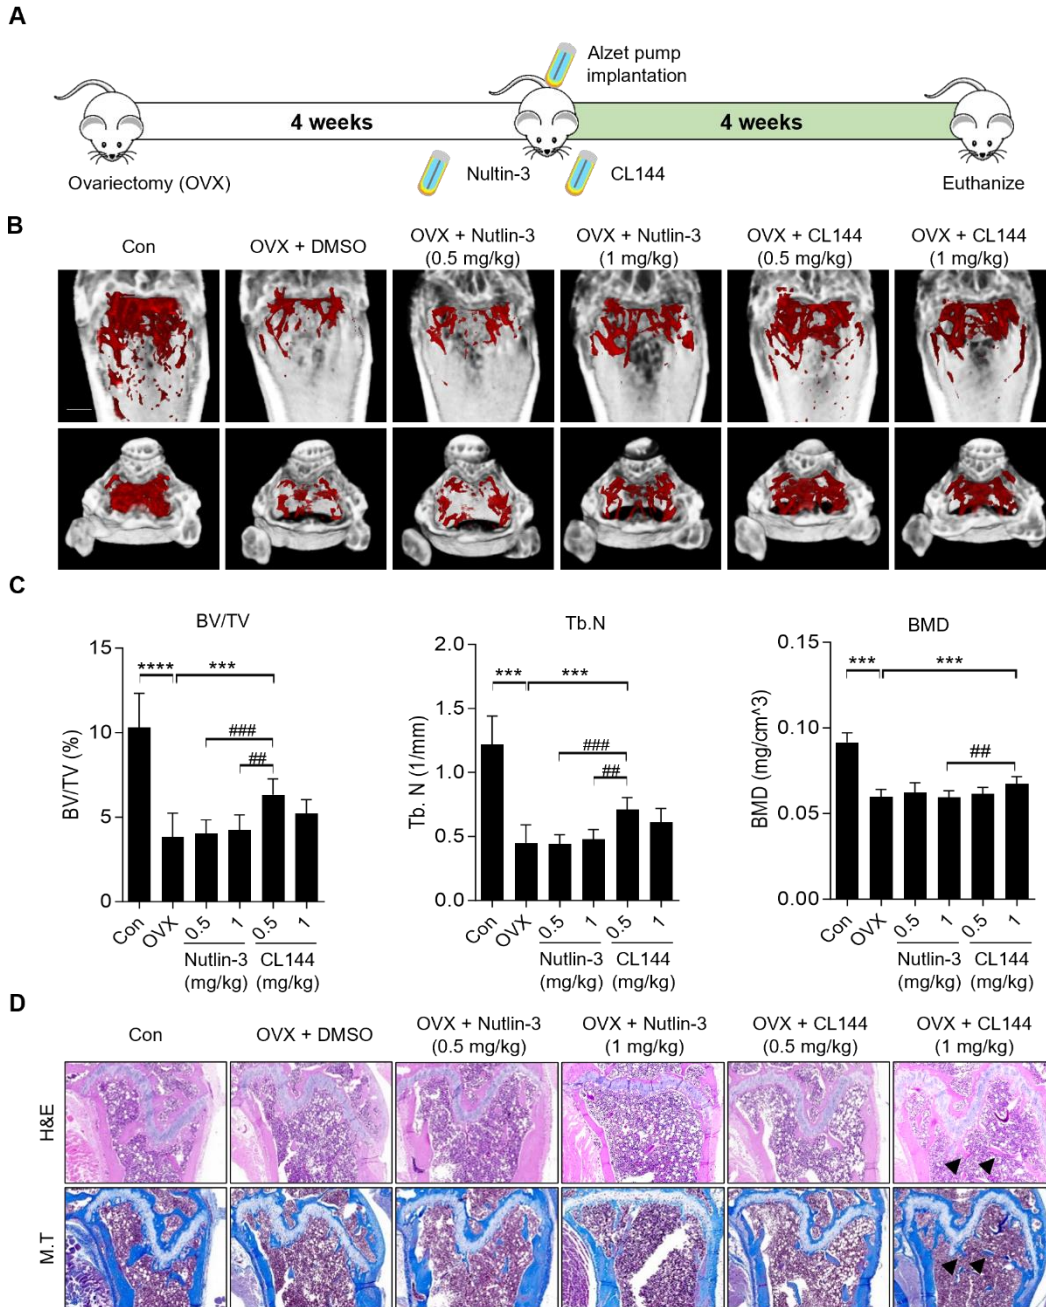 A
Alzet pump
implantation
4 weeks
4 weeks
Nultin-3
CL144
Ovariectomy (OVX)
Euthanize
B
Con
OVX + DMSO
OVX + Nutlin-3
(0.5 mg/kg)
OVX + Nutlin-3
(1 mg/kg)
OVX + CL144
(0.5 mg/kg)
OVX + CL144
(1 mg/kg)
C
BV/TV
BV/TV (%)
15
10
5
0
****
***
###
##
Con
OVX
0.5
1
0.5
1
Nutlin-3
(mg/kg)
CL144
(mg/kg)
Tb.N
Tb. N (1/mm)
2.0
1.5
1.0
0.5
0.0
***
***
###
##
Con
OVX
0.5
1
0.5
1
Nutlin-3
(mg/kg)
CL144
(mg/kg)
BMD
BMD (mg/cm^3)
0.15
0.10
0.05
0.00
***
***
##
Con
OVX
0.5
1
0.5
1
Nutlin-3
(mg/kg)
CL144
(mg/kg)
D
Con
OVX + DMSO
OVX + Nutlin-3
(0.5 mg/kg)
OVX + Nutlin-3
(1 mg/kg)
OVX + CL144
(0.5 mg/kg)
OVX + CL144
(1 mg/kg)
H&E
M.T